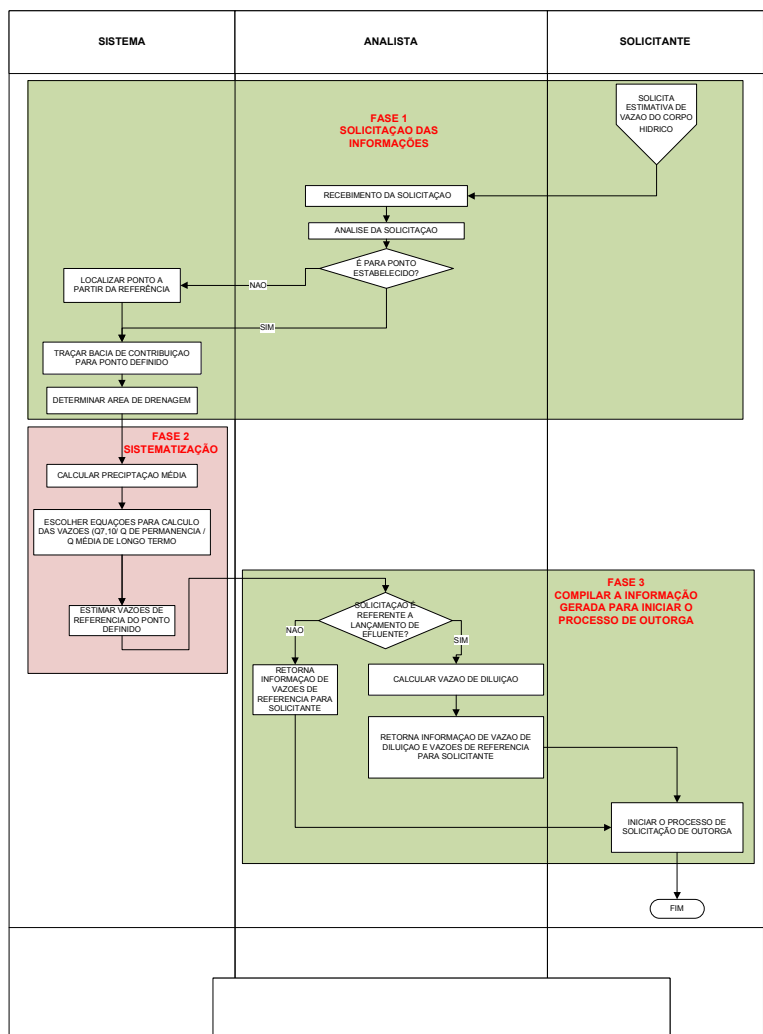 SISTEMA
ANALISTA
SOLICITANTE
SOLICITA
ESTIMATIVA DE
VAZAO DO CORPO
HIDRICO
FASE 1
SOLICITAÇAO DAS
INFORMAÇÕES
RECEBIMENTO DA SOLICITAÇAO
ANALISE DA SOLICITAÇAO
É PARA PONTO
ESTABELECIDO?
NAO
LOCALIZAR PONTO A
PARTIR DA REFERÊNCIA
SIM
TRAÇAR BACIA DE CONTRIBUIÇAO
PARA PONTO DEFINIDO
DETERMINAR AREA DE DRENAGEM
FASE 2
SISTEMATIZAÇÃO
CALCULAR PRECIPTAÇAO MÉDIA
ESCOLHER EQUAÇOES PARA CALCULO
DAS VAZOES (Q7,10/ Q DE PERMANENCIA /
Q MÉDIA DE LONGO TERMO
ESTIMAR VAZOES DE
REFERENCIA DO PONTO
DEFINIDO
FASE 3
COMPILAR A INFORMAÇÃO
GERADA PARA INICIAR O
PROCESSO DE OUTORGA
SOLICITAÇAO É
REFERENTE A
LANÇAMENTO DE
EFLUENTE?
NAO
SIM
RETORNA
INFORMAÇAO DE
VAZOES DE
REFERENCIA PARA
SOLICITANTE
CALCULAR VAZAO DE DILUIÇAO
RETORNA INFORMAÇAO DE VAZAO DE
DILUIÇAO E VAZOES DE REFERENCIA
PARA SOLICITANTE
INICIAR O PROCESSO DE
SOLICITAÇÃO DE OUTORGA
FIM